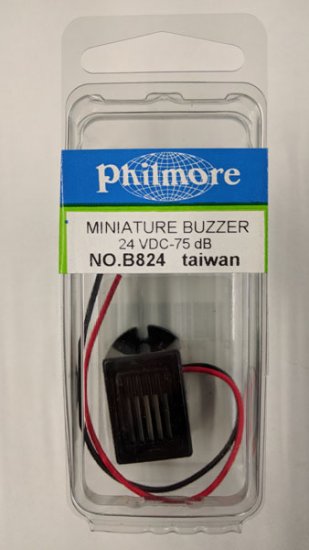 Philmore
MINIATURE BUZZER
24 VDC-75 dB
NO.B824 taiwan